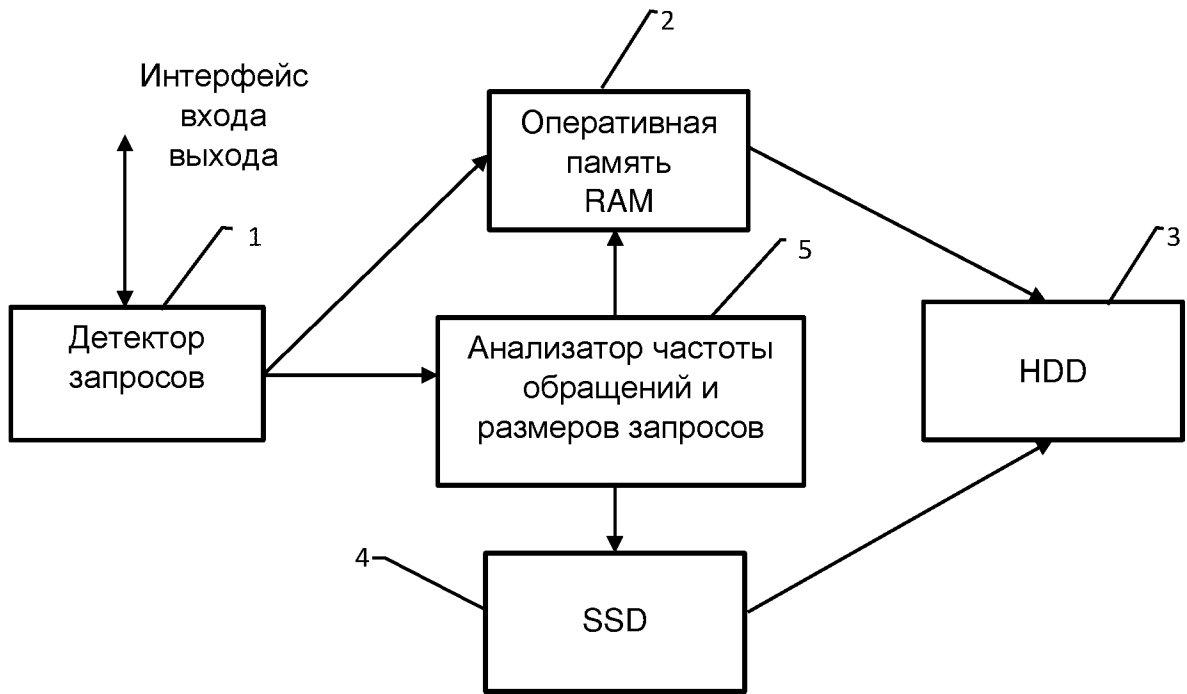 2
Интерфейс
входа
выхода
Оперативная
память
RAM
1
5
3
Детектор
запросов
Анализатор частоты
обращений и
размеров запросов
HDD
4
SSD